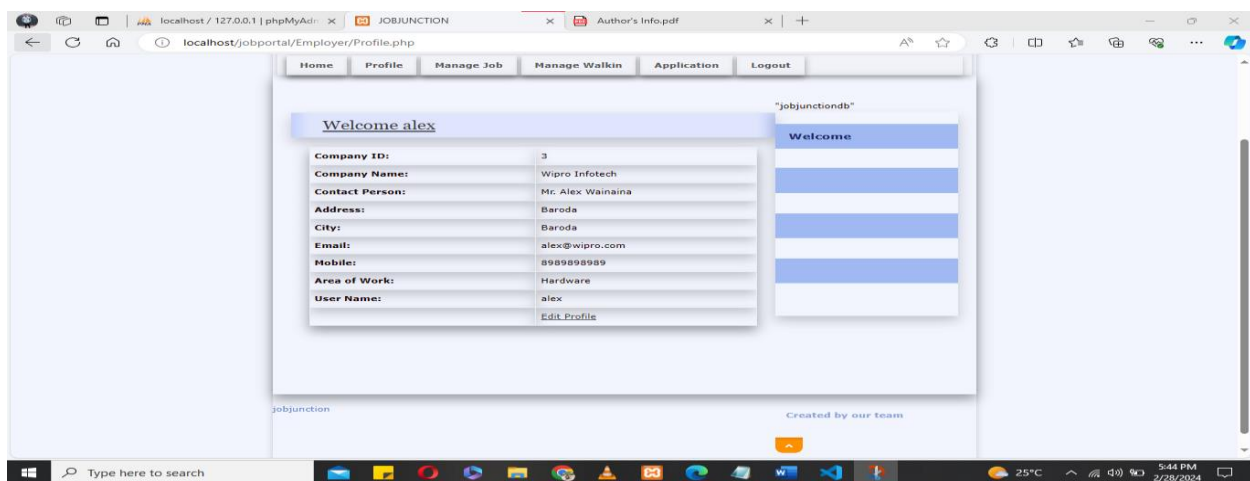 localhost / 127.0.0.1 | phpMyAdn
JOBJUNCTION
Author's Info.pdf
localhost/jobportal/Employer/Profile.php
Home Profile Manage Job Manage Walkin Application Logout
"jobjunctiondb"
Welcome alex
Welcome
Company ID: 3
Company Name: Wipro Infotech
Contact Person: Mr. Alex Wainaina
Address: Baroda
City: Baroda
Email: alex@wipro.com
Mobile: 8989898989
Area of Work: Hardware
User Name: alex
Edit Profile
jobjunction
Created by our team
Type here to search
25°C
5:44 PM
2/28/2024